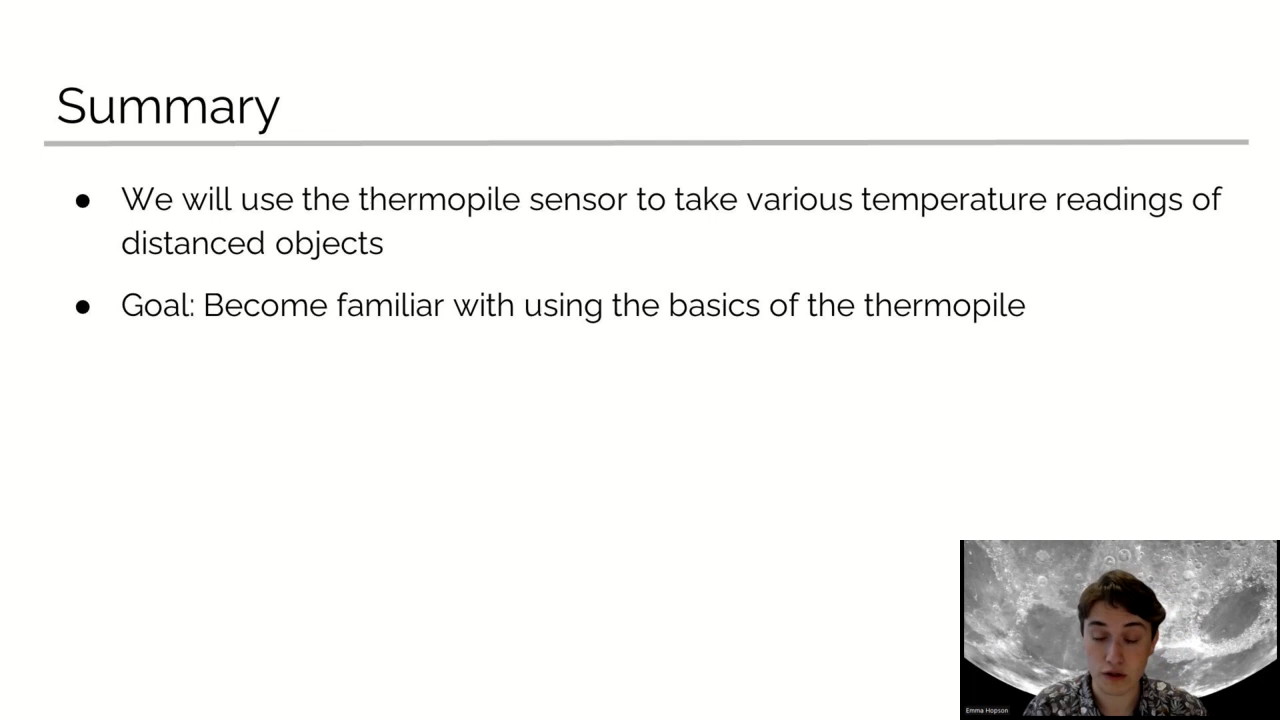 Summary
● We will use the thermopile sensor to take various temperature readings of
distanced objects
● Goal: Become familiar with using the basics of the thermopile
Emma Hopson